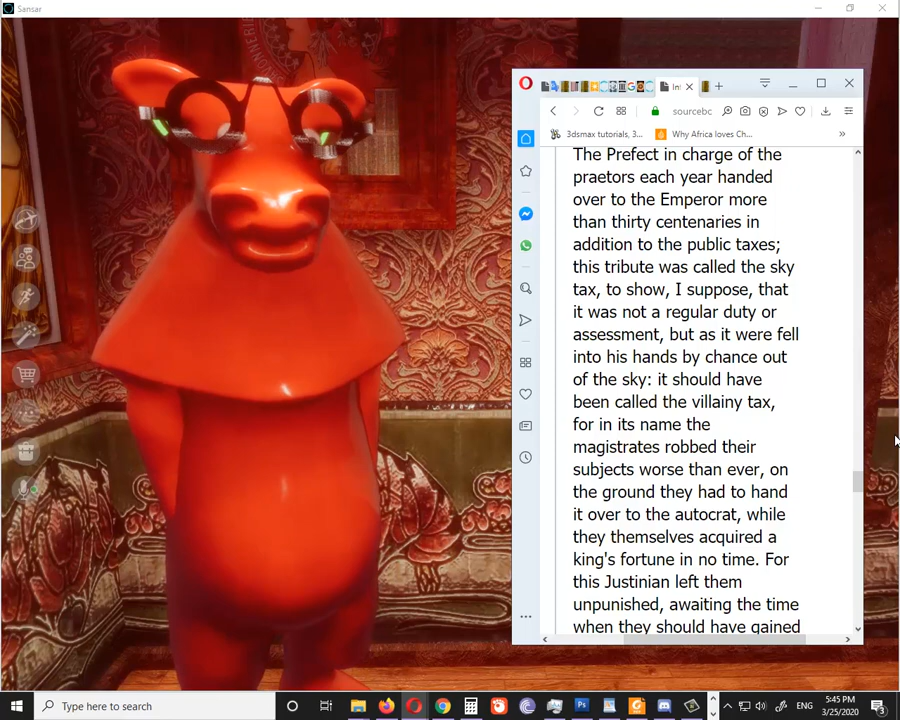 Sansar
In
sourcebc
3dsmax tutorials, 3...
Why Africa loves Ch...
The Prefect in charge of the
praetors each year handed
over to the Emperor more
than thirty centenaries in
addition to the public taxes;
this tribute was called the sky
tax, to show, I suppose, that
it was not a regular duty or
assessment, but as it were fell
into his hands by chance out
of the sky: it should have
been called the villainy tax,
for in its name the
magistrates robbed their
subjects worse than ever, on
the ground they had to hand
it over to the autocrat, while
they themselves acquired a
king's fortune in no time. For
this Justinian left them
unpunished, awaiting the time
when they should have gained
Type here to search
ENG
5:45 PM
3/25/2020
3